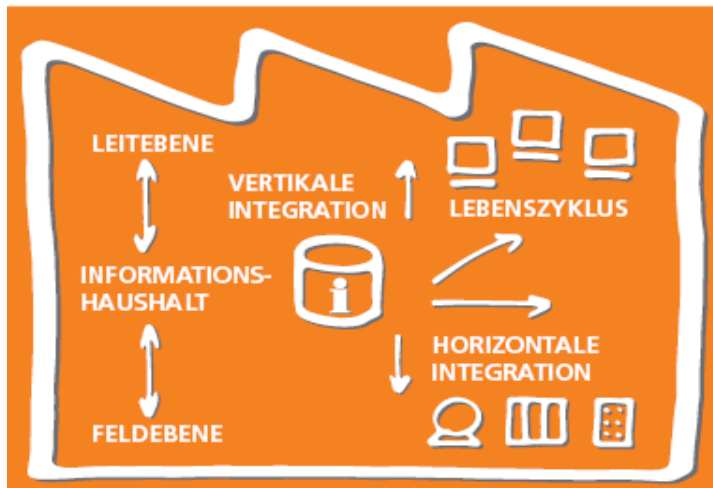 LEITEBENE
VERTIKALE
INTEGRATION
LEBENSZYKLUS
INFORMATIONS-
HAUSHALT
i
HORIZONTALE
INTEGRATION
FELDEBENE